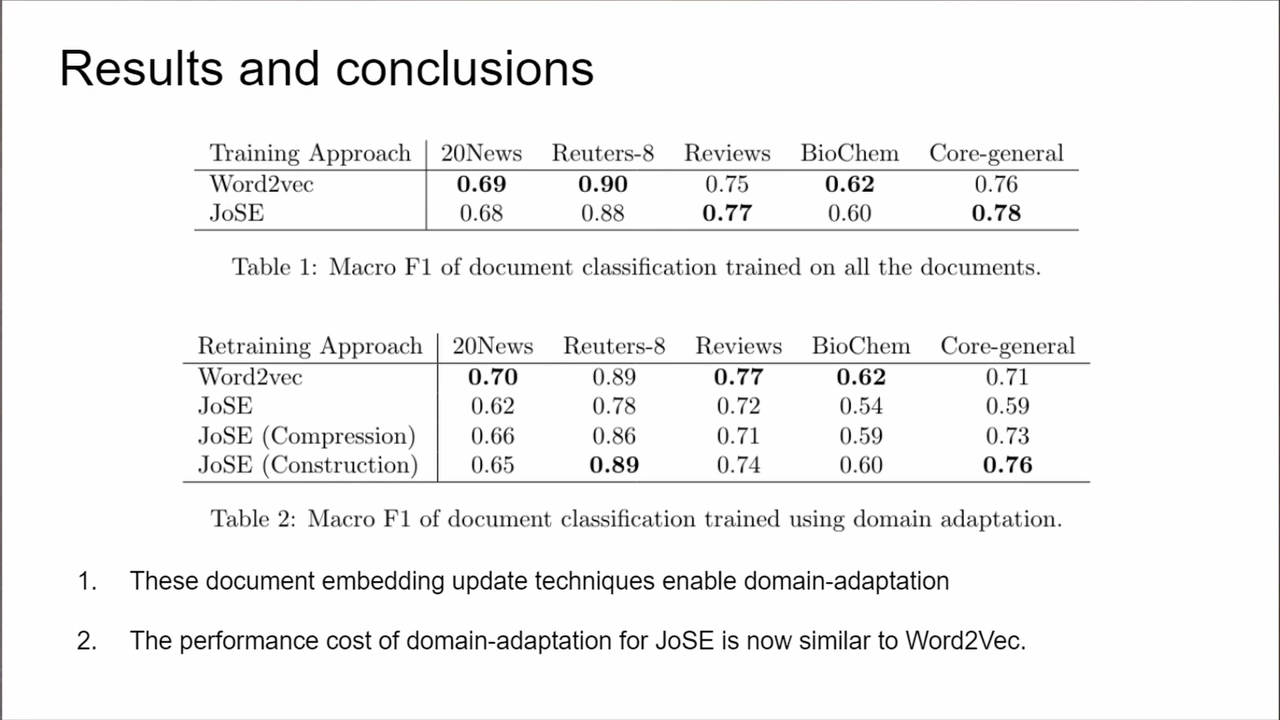 Results and conclusions
Training Approach 20News Reuters-8 Reviews BioChem Core-general
Word2vec 0.69 0.90 0.75 0.62 0.76
JoSE 0.68 0.88 0.77 0.60 0.78
Table 1: Macro F1 of document classification trained on all the documents.
Retraining Approach 20News Reuters-8 Reviews BioChem Core-general
Word2vec 0.70 0.89 0.77 0.62 0.71
JoSE 0.62 0.78 0.72 0.54 0.59
JoSE (Compression) 0.66 0.86 0.71 0.59 0.73
JoSE (Construction) 0.65 0.89 0.74 0.60 0.76
Table 2: Macro F1 of document classification trained using domain adaptation.
1. These document embedding update techniques enable domain-adaptation
2. The performance cost of domain-adaptation for JoSE is now similar to Word2Vec.